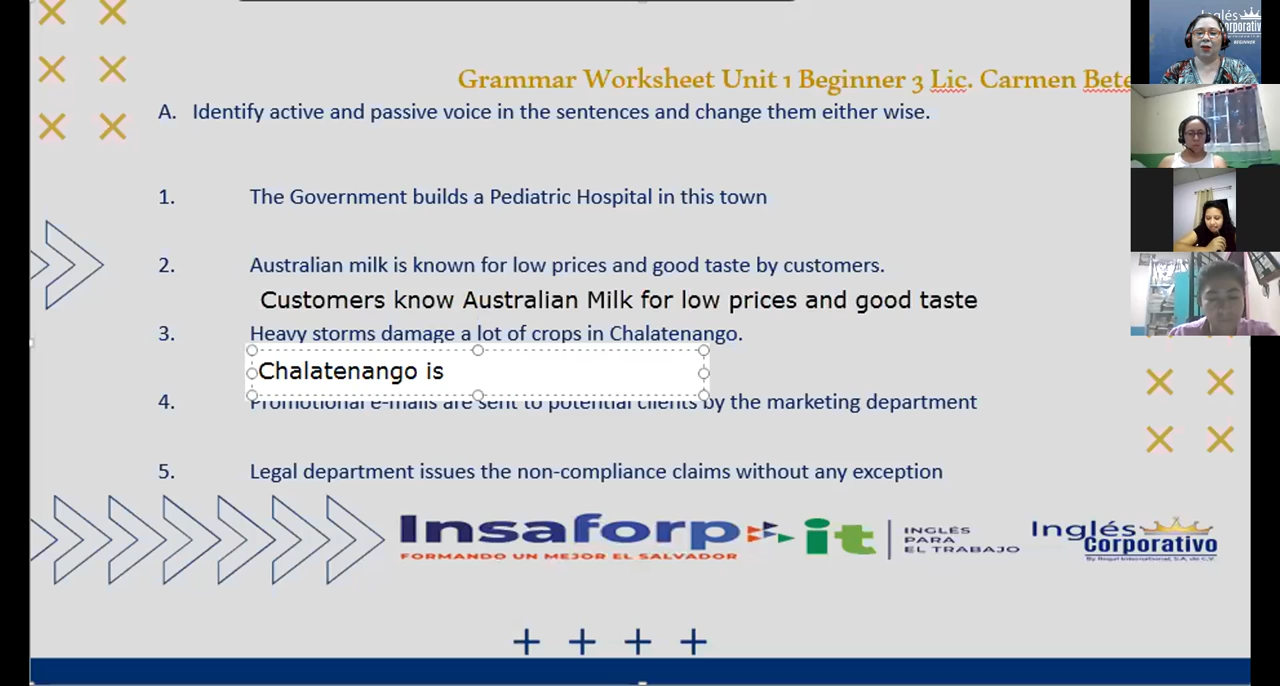 Grammar Worksheet Unit 1 Beginner 3 Lic. Carmen Bete
A. Identify active and passive voice in the sentences and change them either wise.
1. The Government builds a Pediatric Hospital in this town
2. Australian milk is known for low prices and good taste by customers.
Customers know Australian Milk for low prices and good taste
3. Heavy storms damage a lot of crops in Chalatenango.
Chalatenango is
4. Promotional e-mails are sent to potential clients by the marketing department
5. Legal department issues the non-compliance claims without any exception
Insaforp
FORMANDO UN MEJOR EL SALVADOR
it
INGLÉS
PARA
EL TRABAJO
Inglés
Corporativo
Inglés
Corporativo
BEGINNER